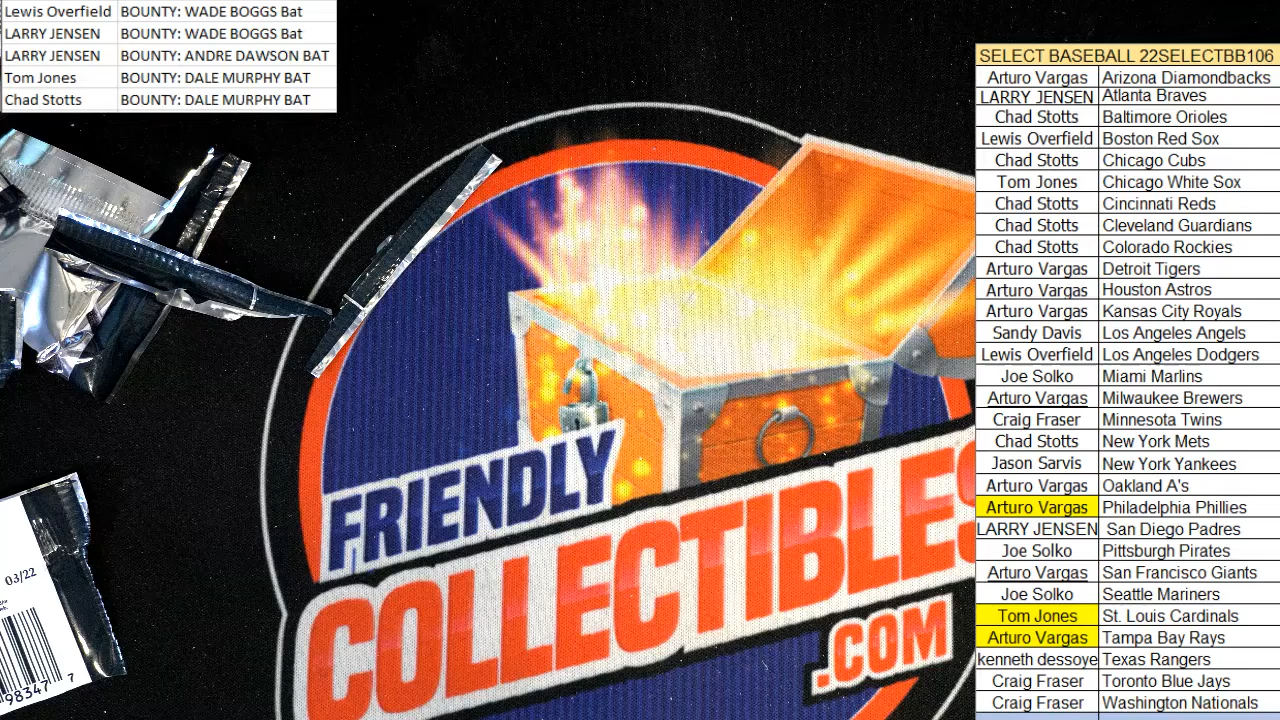 Lewis Overfield BOUNTY: WADE BOGGS Bat
LARRY JENSEN BOUNTY: WADE BOGGS Bat
LARRY JENSEN BOUNTY: ANDRE DAWSON BAT
Tom Jones BOUNTY: DALE MURPHY BAT
Chad Stotts BOUNTY: DALE MURPHY BAT
SELECT BASEBALL 22SELECTBB106
Arturo Vargas Arizona Diamondbacks
LARRY JENSEN Atlanta Braves
Chad Stotts Baltimore Orioles
Lewis Overfield Boston Red Sox
Chad Stotts Chicago Cubs
Tom Jones Chicago White Sox
Chad Stotts Cincinnati Reds
Chad Stotts Cleveland Guardians
Chad Stotts Colorado Rockies
Arturo Vargas Detroit Tigers
Arturo Vargas Houston Astros
Arturo Vargas Kansas City Royals
Sandy Davis Los Angeles Angels
Lewis Overfield Los Angeles Dodgers
Joe Solko Miami Marlins
Arturo Vargas Milwaukee Brewers
Craig Fraser Minnesota Twins
Chad Stotts New York Mets
Jason Sarvis New York Yankees
Arturo Vargas Oakland A's
Arturo Vargas Philadelphia Phillies
LARRY JENSEN San Diego Padres
Joe Solko Pittsburgh Pirates
Arturo Vargas San Francisco Giants
Joe Solko Seattle Mariners
Tom Jones St. Louis Cardinals
Arturo Vargas Tampa Bay Rays
kenneth dessoye Texas Rangers
Craig Fraser Toronto Blue Jays
Craig Fraser Washington Nationals
FRIENDLY
COLLECTIBLES
.COM
03/22
98347 7